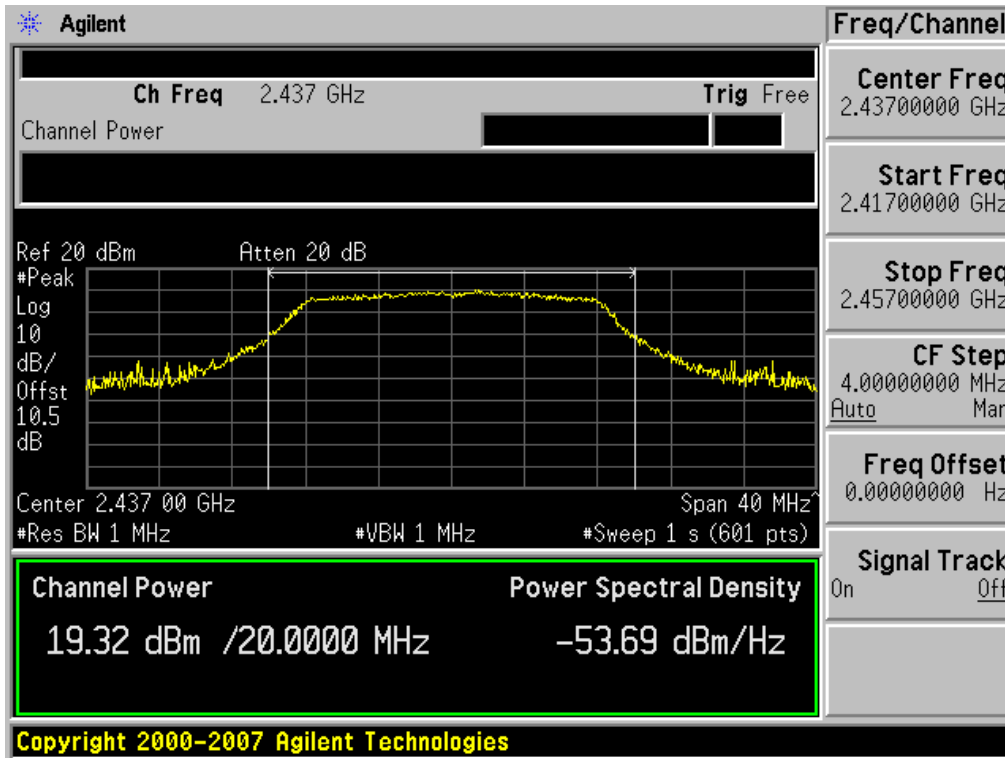 Agilent
Freq/Channel
Ch Freq 2.437 GHz Trig Free
Channel Power
Center Freq
2.43700000 GHz
Start Freq
2.41700000 GHz
Stop Freq
2.45700000 GHz
CF Step
4.00000000 MHz
Auto Man
Freq Offset
0.00000000 Hz
Signal Track
On Off
Ref 20 dBm Atten 20 dB
#Peak
Log
10
dB/
Offst
10.5
dB
Center 2.437 00 GHz Span 40 MHz^
#Res BW 1 MHz #VBW 1 MHz #Sweep 1 s (601 pts)
Channel Power Power Spectral Density
19.32 dBm /20.0000 MHz -53.69 dBm/Hz
Copyright 2000-2007 Agilent Technologies